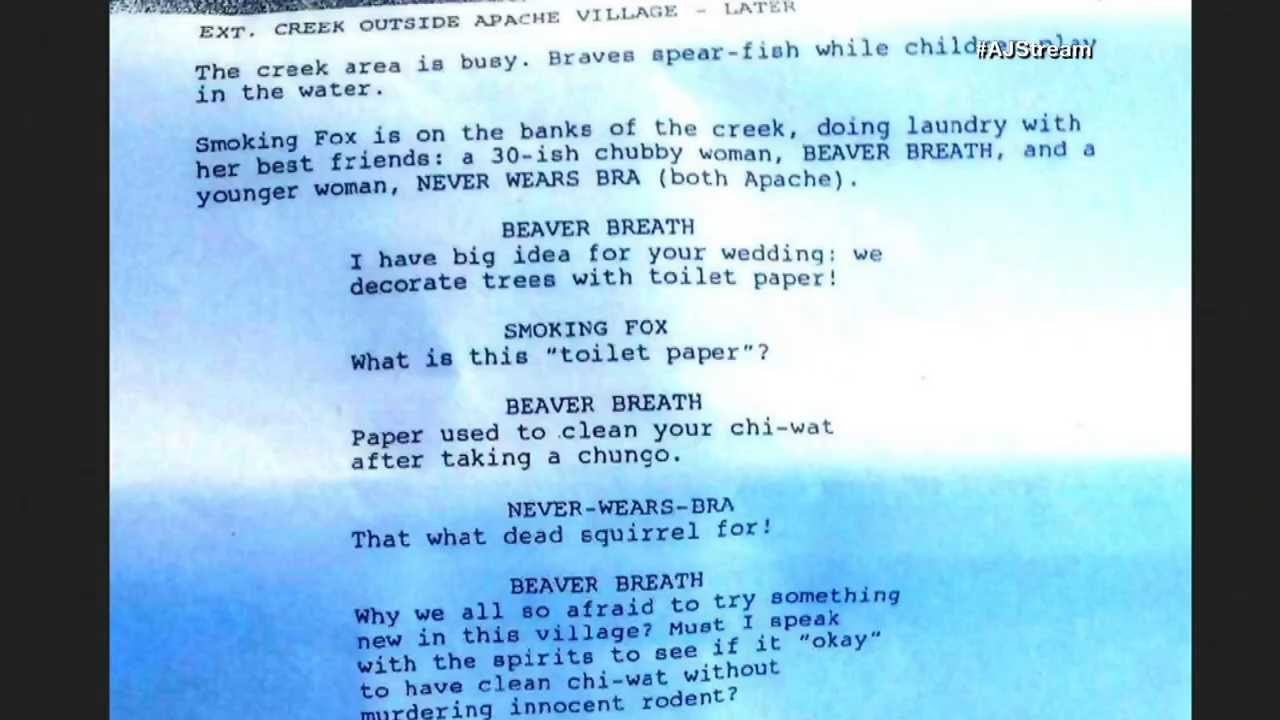 EXT. CREEK OUTSIDE APACHE VILLAGE - LATER
#AJStream
The creek area is busy. Braves spear-fish while children play
in the water.
Smoking Fox is on the banks of the creek, doing laundry with
her best friends: a 30-ish chubby woman, BEAVER BREATH, and a
younger woman, NEVER WEARS BRA (both Apache).
BEAVER BREATH
I have big idea for your wedding: we
decorate trees with toilet paper!
SMOKING FOX
What is this "toilet paper"?
BEAVER BREATH
Paper used to clean your chi-wat
after taking a chungo.
NEVER-WEARS-BRA
That what dead squirrel for!
BEAVER BREATH
Why we all so afraid to try something
new in this village? Must I speak
with the spirits to see if it "okay"
to have clean chi-wat without
murdering innocent rodent?